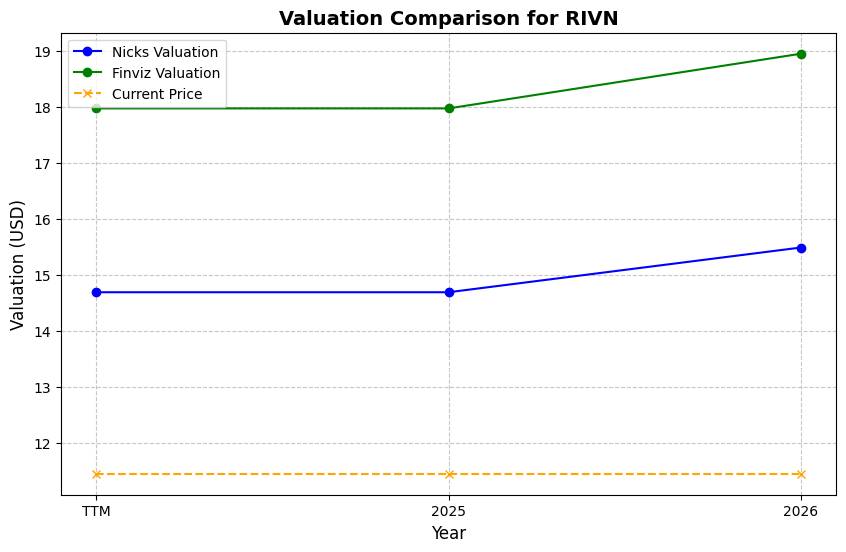 Valuation Comparison for RIVN
Nicks Valuation
Finviz Valuation
Current Price
Valuation (USD)
19
18
17
16
15
14
13
12
TTM
2025
2026
Year